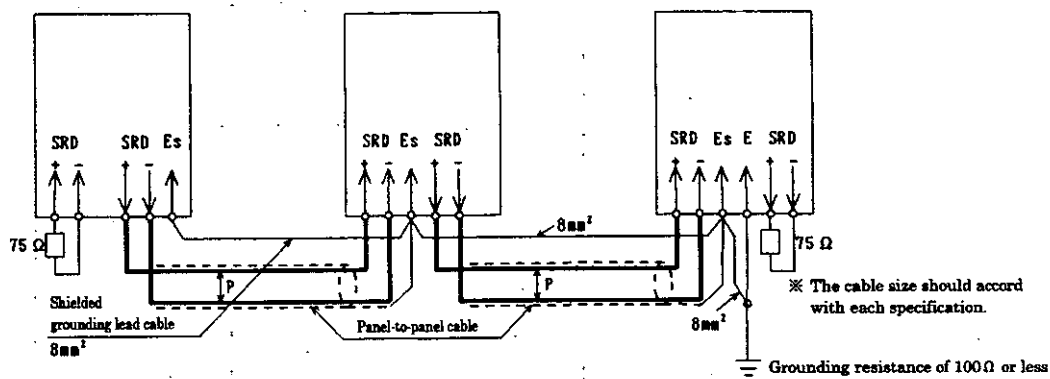 SRD SRD Es
+ - + -
75 Ω
SRD Es SRD
+ - + -
SRD Es E SRD
+ - + -
75 Ω
8mm²
P
P
Shielded
grounding lead cable
8mm²
Panel-to-panel cable
8mm²
※ The cable size should accord
with each specification.
Grounding resistance of 100Ω or less